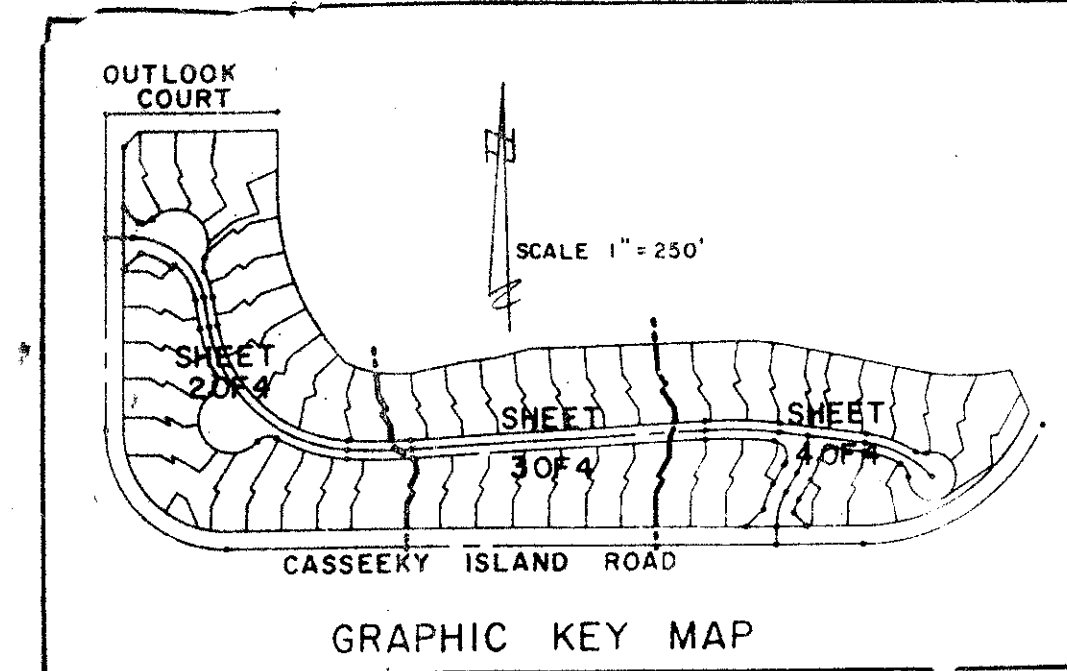 OUTLOOK
COURT
N
SCALE 1" = 250'
SHEET
2 OF 4
SHEET
3 OF 4
SHEET
4 OF 4
CASSEEKY ISLAND ROAD
GRAPHIC KEY MAP